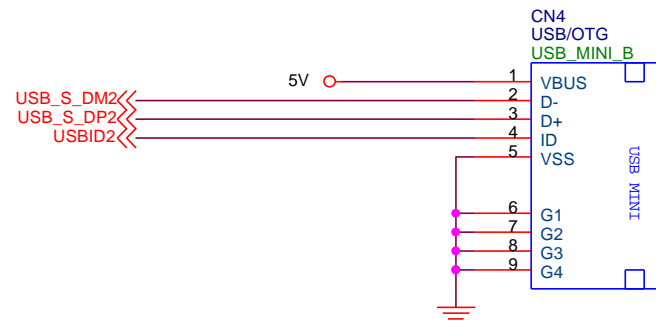 CN4
USB/OTG
USB_MINI_B
5V 1 VBUS
USB_S_DM2 2 D-
USB_S_DP2 3 D+
USBID2 4 ID
5 VSS
USB MINI
6 G1
7 G2
8 G3
9 G4